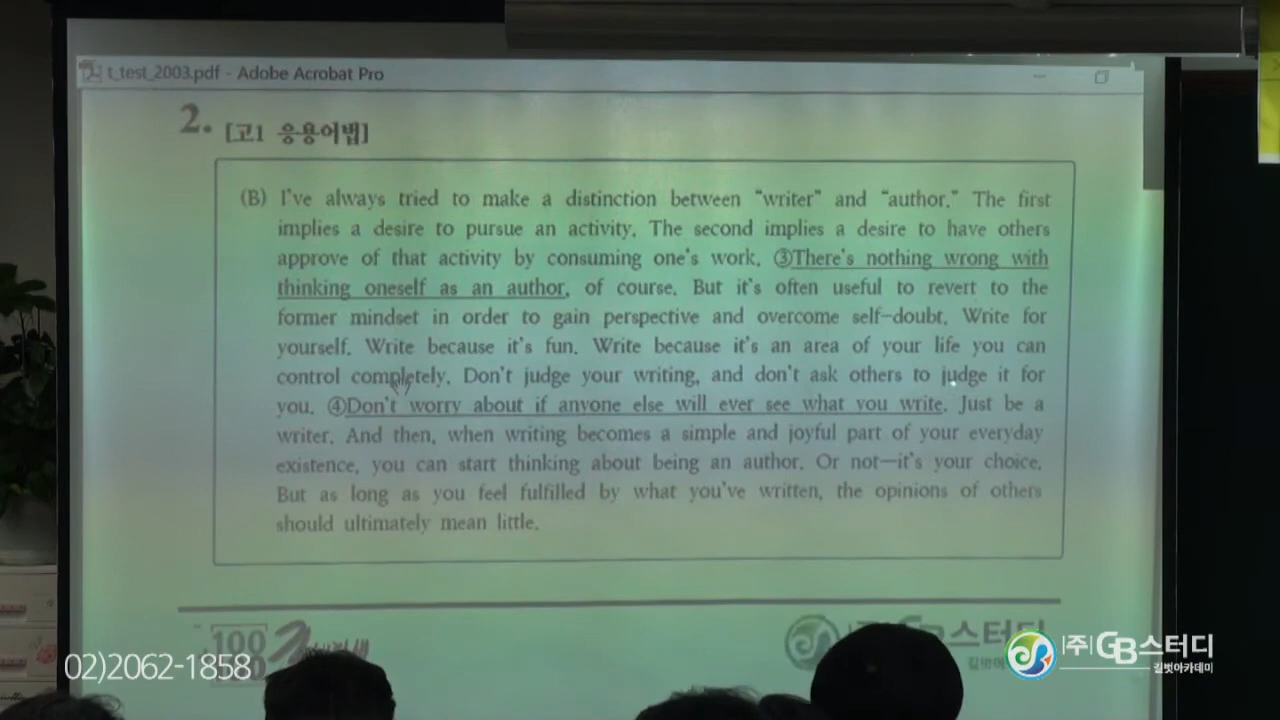 t_test_2003.pdf - Adobe Acrobat Pro
2. [고1 응용어법]
(B) I've always tried to make a distinction between "writer" and "author." The first
implies a desire to pursue an activity. The second implies a desire to have others
approve of that activity by consuming one's work. ③There's nothing wrong with
thinking oneself as an author, of course. But it's often useful to revert to the
former mindset in order to gain perspective and overcome self-doubt. Write for
yourself. Write because it's fun. Write because it's an area of your life you can
control completely. Don't judge your writing, and don't ask others to judge it for
you. ④Don't worry about if anyone else will ever see what you write. Just be a
writer. And then, when writing becomes a simple and joyful part of your everyday
existence, you can start thinking about being an author. Or not—it's your choice.
But as long as you feel fulfilled by what you've written, the opinions of others
should ultimately mean little.
100
GB스터디
02)2062-1858
(주)GB스터디
길벗아카데미